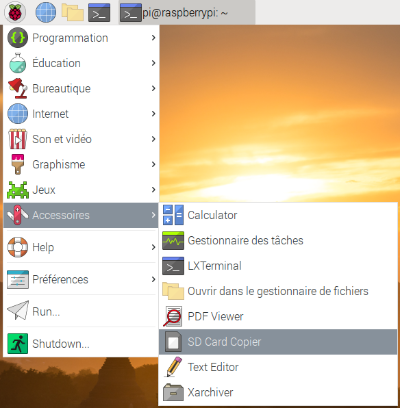 pi@raspberrypi: ~
Programmation
Éducation
Bureautique
Internet
Son et vidéo
Graphisme
Jeux
Accessoires
Help
Préférences
Run...
Shutdown...
Calculator
Gestionnaire des tâches
LXTerminal
Ouvrir dans le gestionnaire de fichiers
PDF Viewer
SD Card Copier
Text Editor
Xarchiver